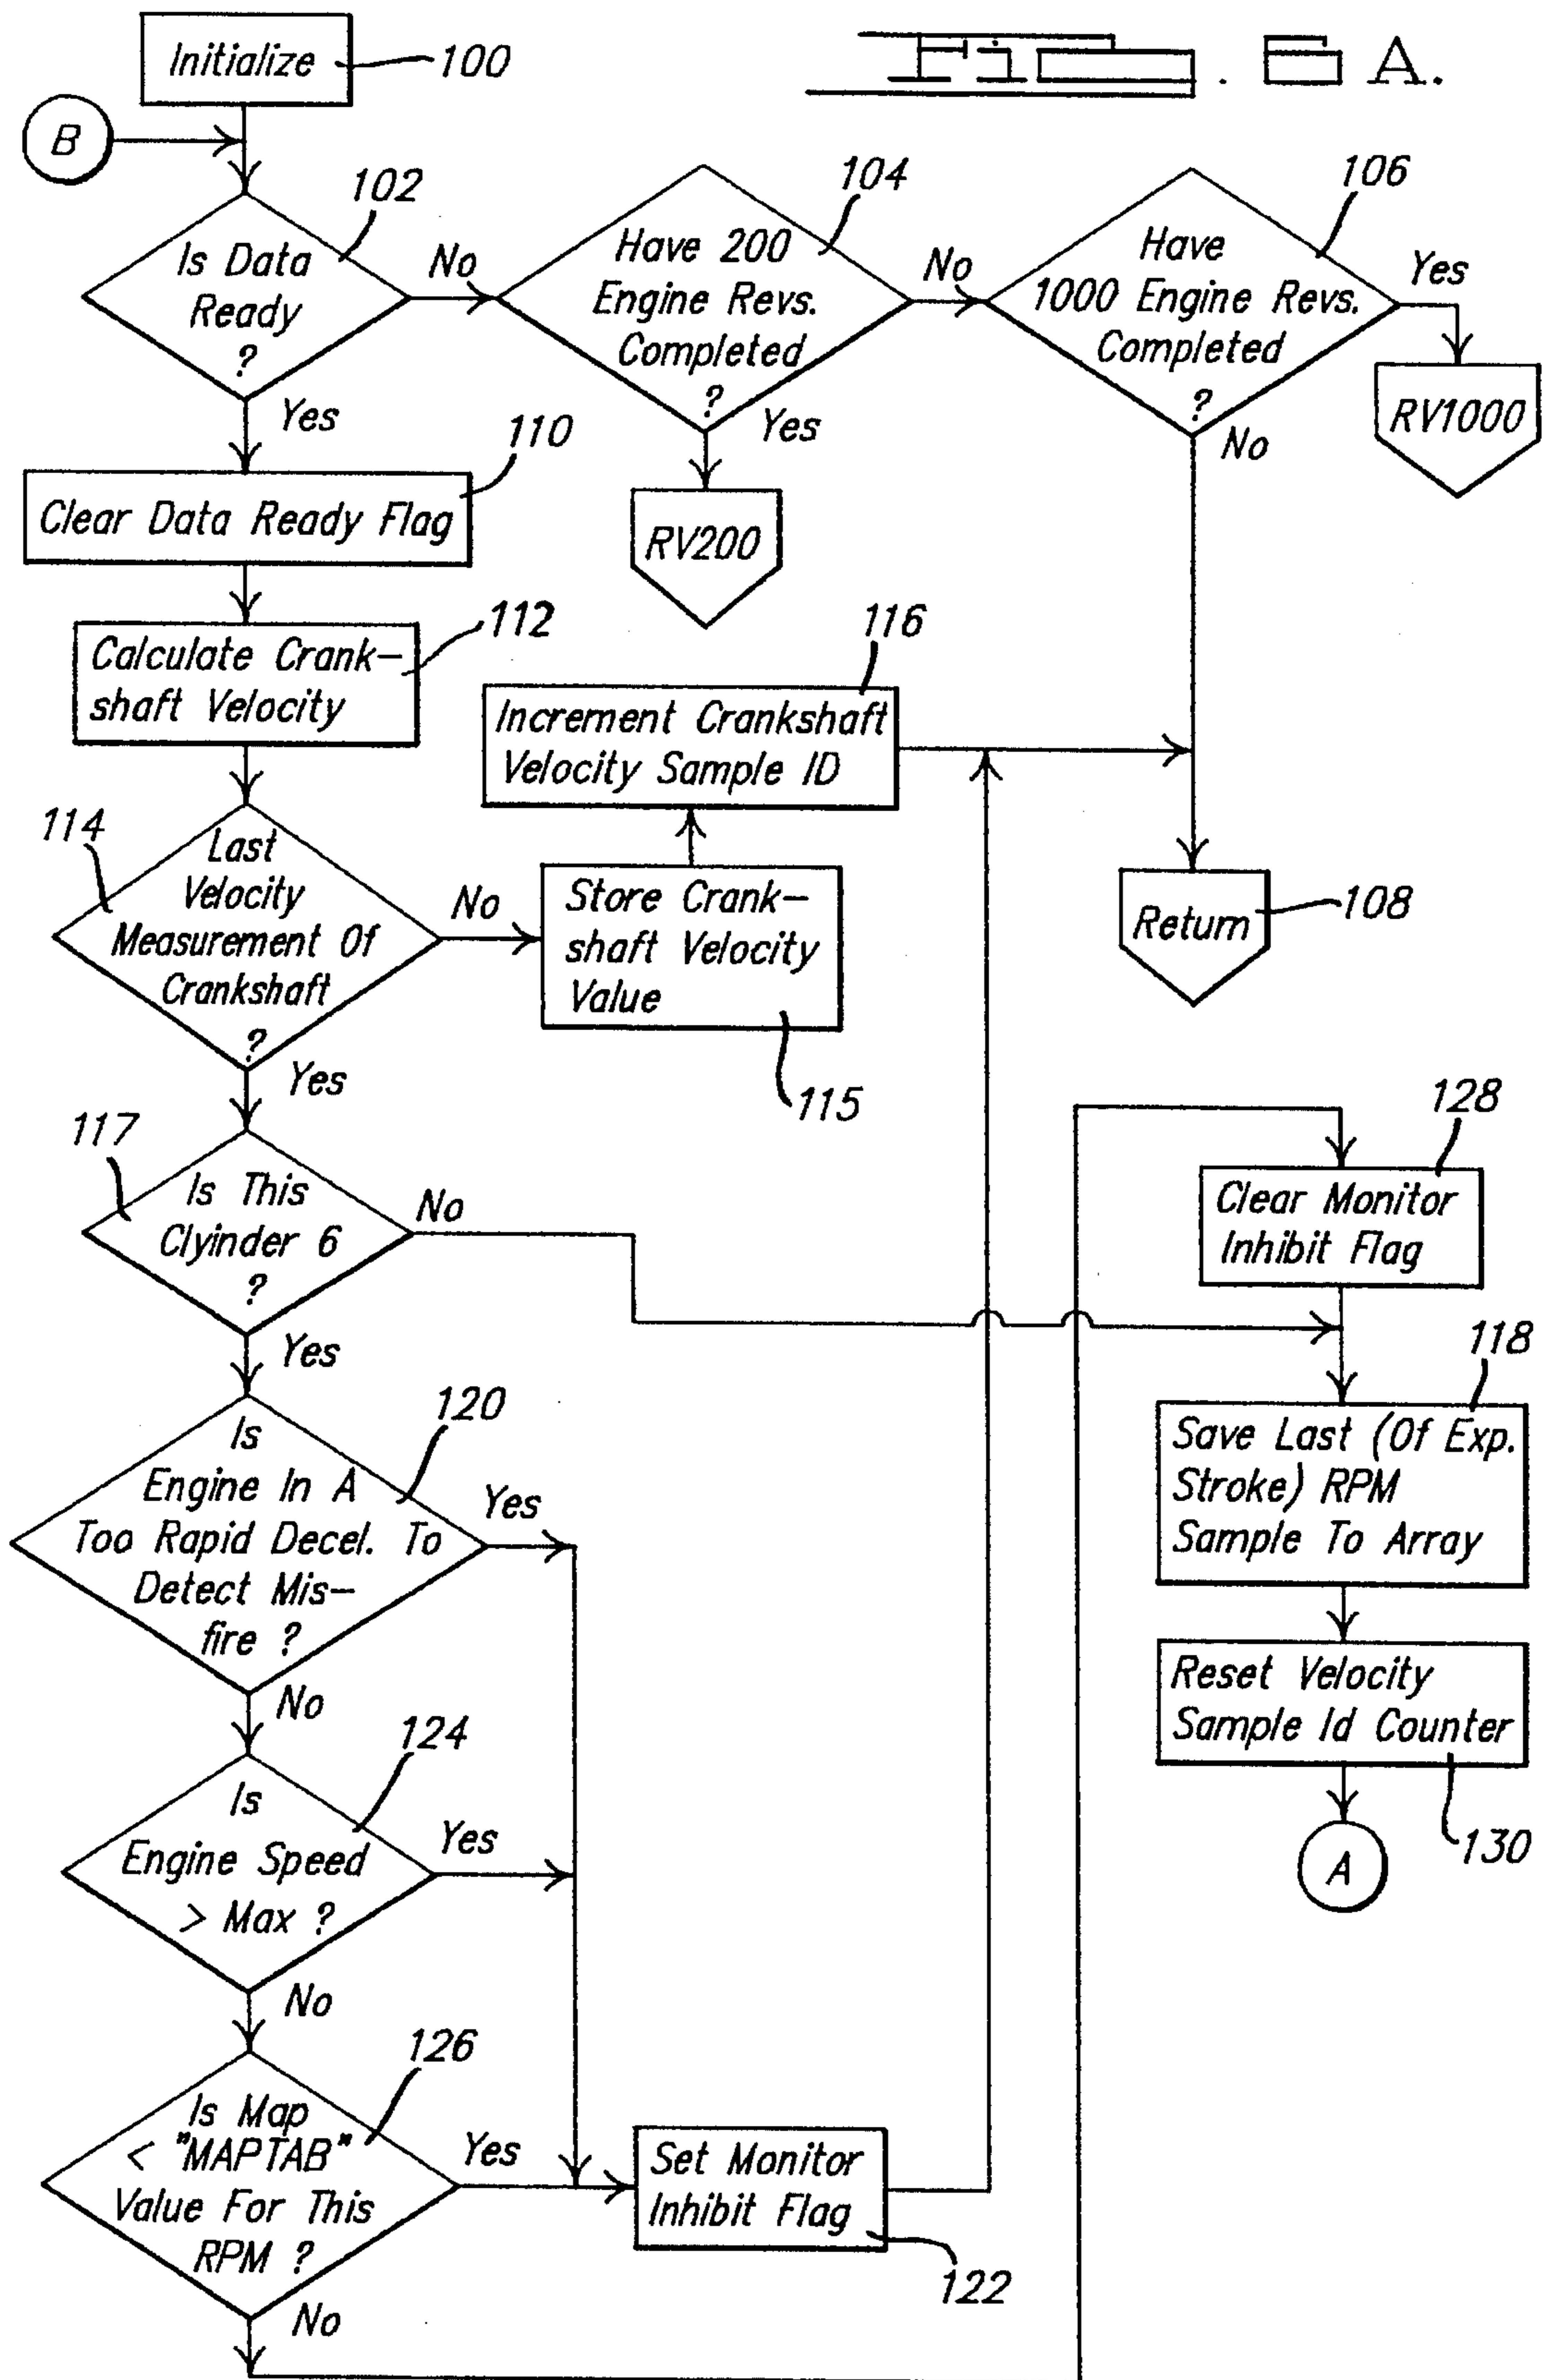 Initialize
100
A.
B
102
Is Data
Ready
?
No
Yes
104
Have 200
Engine Revs.
Completed
?
No
Yes
106
Have
1000 Engine Revs.
Completed
?
Yes
No
RV1000
RV200
110
Clear Data Ready Flag
112
Calculate Crank-
shaft Velocity
116
Increment Crankshaft
Velocity Sample ID
114
Last
Velocity
Measurement Of
Crankshaft
?
No
Yes
Store Crank-
shaft Velocity
Value
115
Return
108
117
Is This
Clyinder 6
?
No
Yes
128
Clear Monitor
Inhibit Flag
118
Save Last (Of Exp.
Stroke) RPM
Sample To Array
120
Is
Engine In A
Too Rapid Decel. To
Detect Mis-
fire ?
Yes
No
Reset Velocity
Sample Id Counter
130
A
124
Is
Engine Speed
> Max ?
Yes
No
126
Is Map
< "MAPTAB"
Value For This
RPM ?
Yes
No
Set Monitor
Inhibit Flag
122